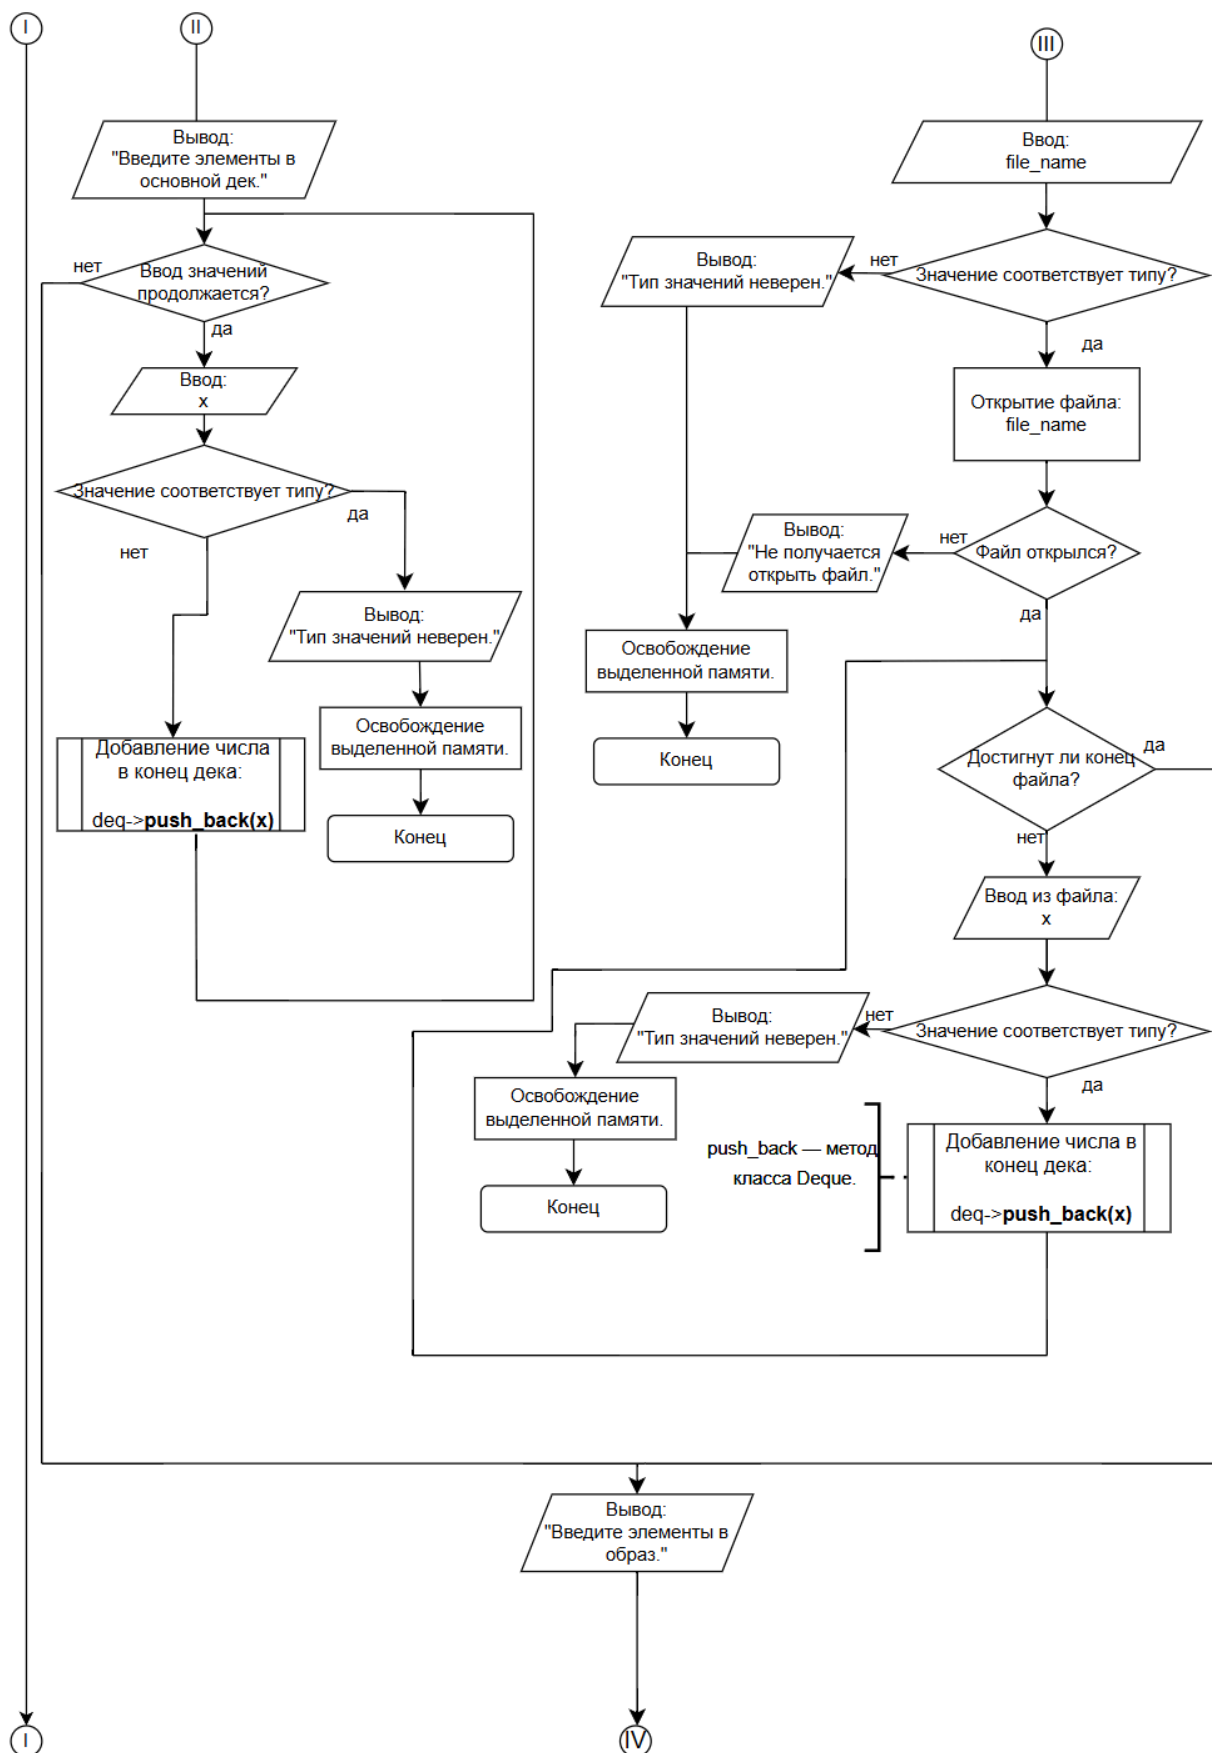 I
II
III
Вывод:
"Введите элементы в
основной дек."
Ввод значений
продолжается?
нет
да
Ввод:
x
Значение соответствует типу?
да
нет
Вывод:
"Тип значений неверен."
Освобождение
выделенной памяти.
Конец
Добавление числа
в конец дека:
deq->push_back(x)
Ввод:
file_name
Значение соответствует типу?
нет
Вывод:
"Тип значений неверен."
да
Открытие файла:
file_name
Файл открылся?
нет
Вывод:
"Не получается
открыть файл."
Освобождение
выделенной памяти.
Конец
да
Достигнут ли конец
файла?
да
нет
Ввод из файла:
x
Значение соответствует типу?
нет
Вывод:
"Тип значений неверен."
Освобождение
выделенной памяти.
Конец
да
Добавление числа в
конец дека:
deq->push_back(x)
push_back — метод
класса Deque.
Вывод:
"Введите элементы в
образ."
I
IV